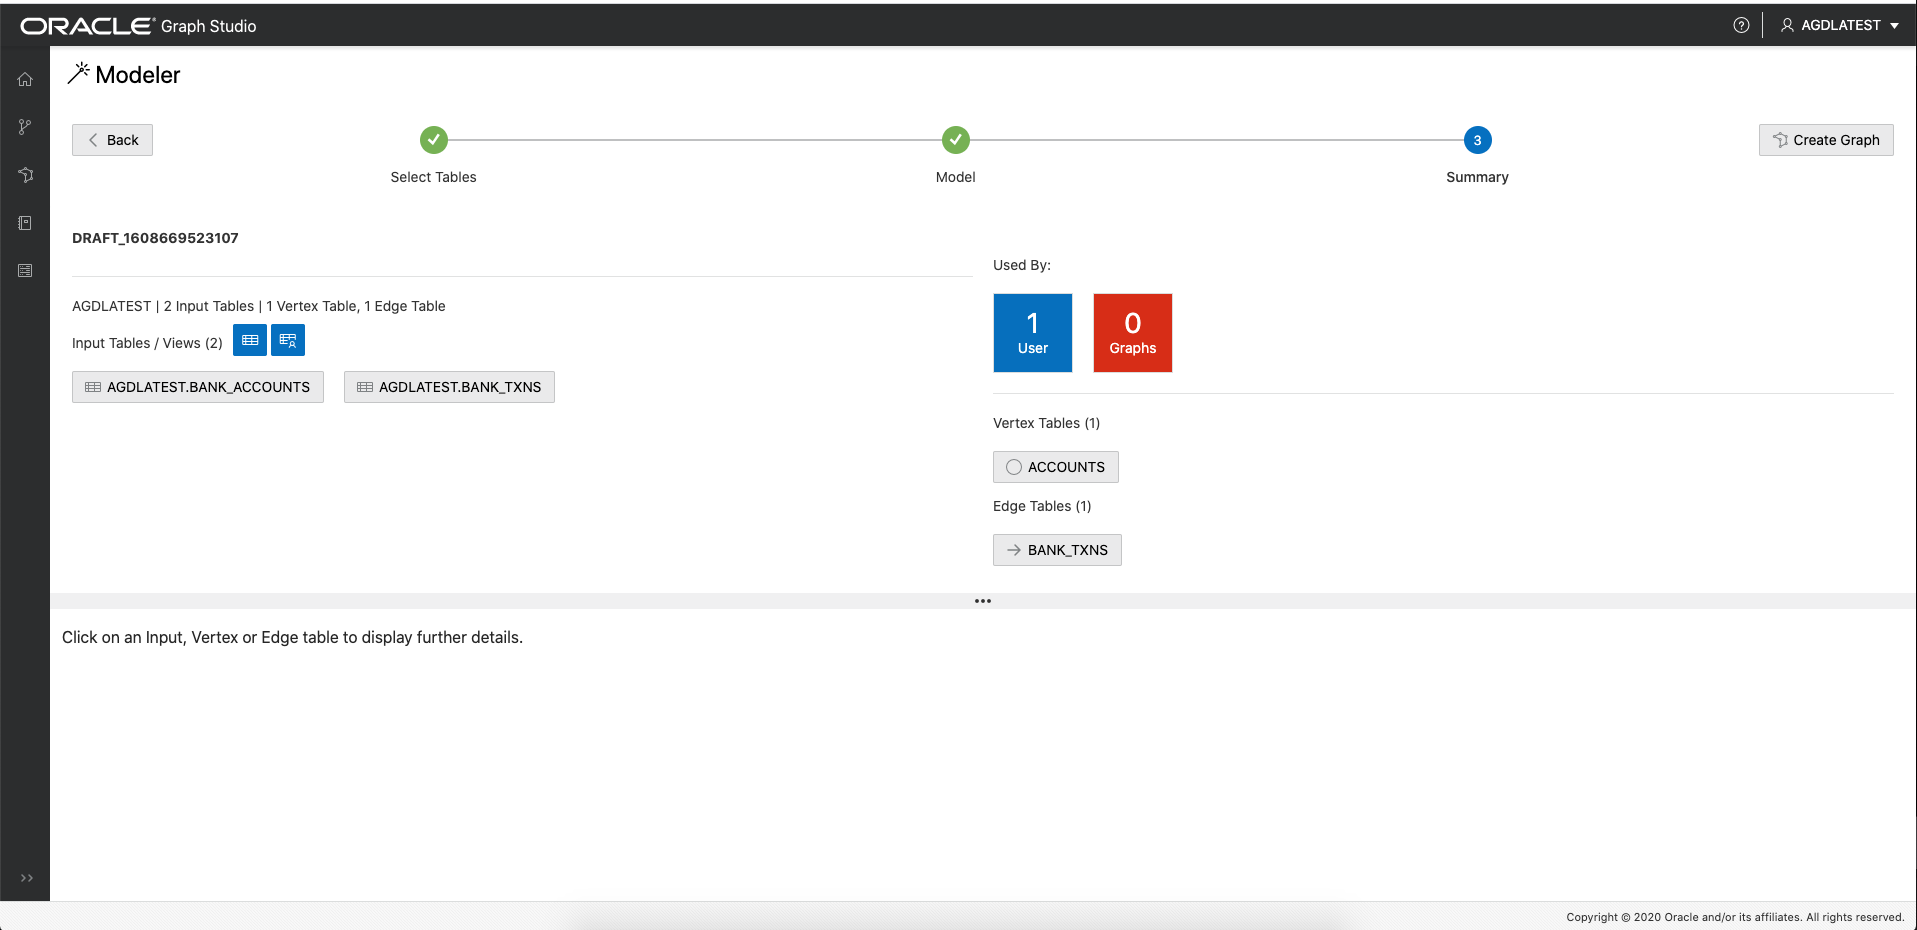 ORACLE® Graph Studio
AGDLATEST
Modeler
Back
3
Create Graph
Select Tables
Model
Summary
DRAFT_1608669523107
Used By:
AGDLATEST | 2 Input Tables | 1 Vertex Table, 1 Edge Table
Input Tables / Views (2)
AGDLATEST.BANK_ACCOUNTS
AGDLATEST.BANK_TXNS
1
User
0
Graphs
Vertex Tables (1)
ACCOUNTS
Edge Tables (1)
BANK_TXNS
Click on an Input, Vertex or Edge table to display further details.
Copyright © 2020 Oracle and/or its affiliates. All rights reserved.